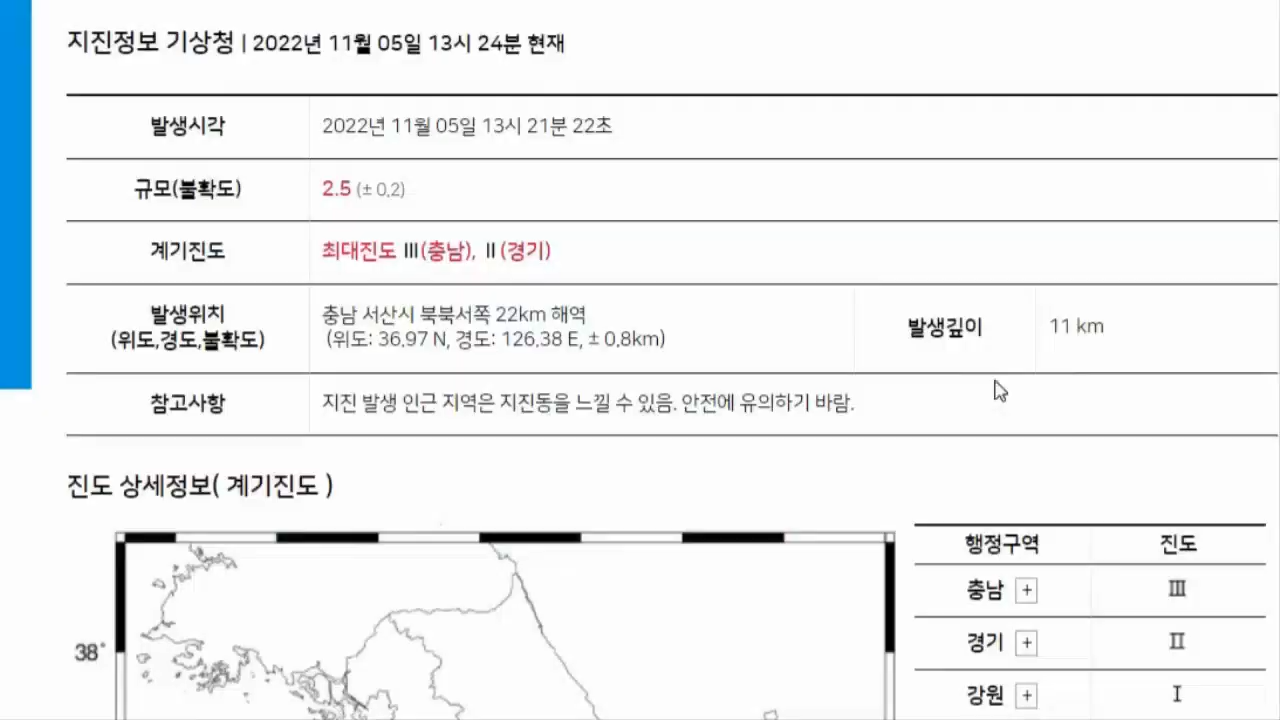 지진정보 기상청 | 2022년 11월 05일 13시 24분 현재
발생시각 2022년 11월 05일 13시 21분 22초
규모(불확도) 2.5 (± 0.2)
계기진도 최대진도 Ⅲ(충남), Ⅱ(경기)
발생위치
(위도,경도,불확도)
충남 서산시 북북서쪽 22km 해역
(위도: 36.97 N, 경도: 126.38 E, ± 0.8km)
발생깊이 11 km
참고사항 지진 발생 인근 지역은 지진동을 느낄 수 있음. 안전에 유의하기 바람.
진도 상세정보( 계기진도 )
38°
행정구역 진도
충남 + Ⅲ
경기 + Ⅱ
강원 + Ⅰ